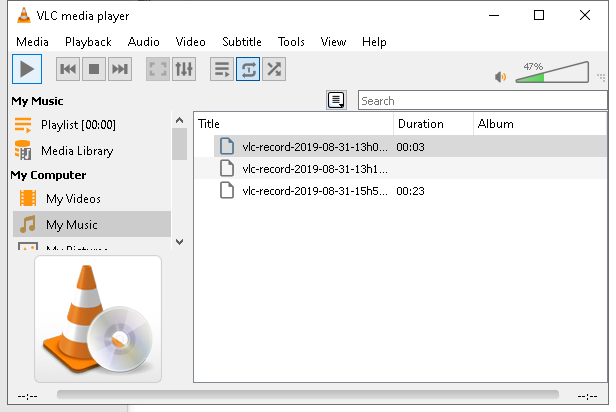 VLC media player
Media Playback Audio Video Subtitle Tools View Help
47%
My Music
Search
Playlist [00:00]
Title Duration Album
Media Library
vlc-record-2019-08-31-13h0... 00:03
My Computer
vlc-record-2019-08-31-13h1...
My Videos
vlc-record-2019-08-31-15h5... 00:23
My Music
My Pictures
--:-- --:--